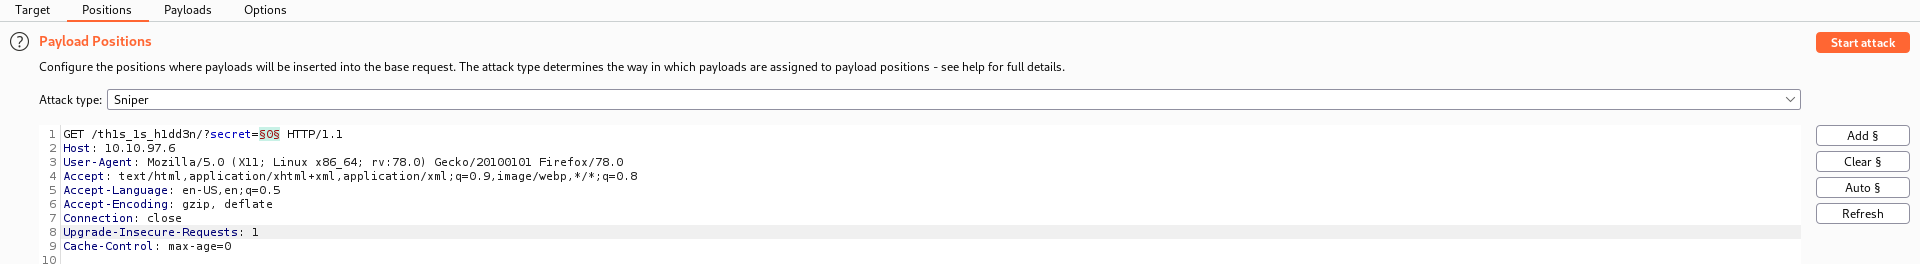 Target Positions Payloads Options
? Payload Positions Start attack
Configure the positions where payloads will be inserted into the base request. The attack type determines the way in which payloads are assigned to payload positions - see help for full details.
Attack type: Sniper
1 GET /th1s_1s_h1dd3n/?secret=§0§ HTTP/1.1 Add §
2 Host: 10.10.97.6
3 User-Agent: Mozilla/5.0 (X11; Linux x86_64; rv:78.0) Gecko/20100101 Firefox/78.0 Clear §
4 Accept: text/html,application/xhtml+xml,application/xml;q=0.9,image/webp,*/*;q=0.8
5 Accept-Language: en-US,en;q=0.5 Auto §
6 Accept-Encoding: gzip, deflate
7 Connection: close Refresh
8 Upgrade-Insecure-Requests: 1
9 Cache-Control: max-age=0
10